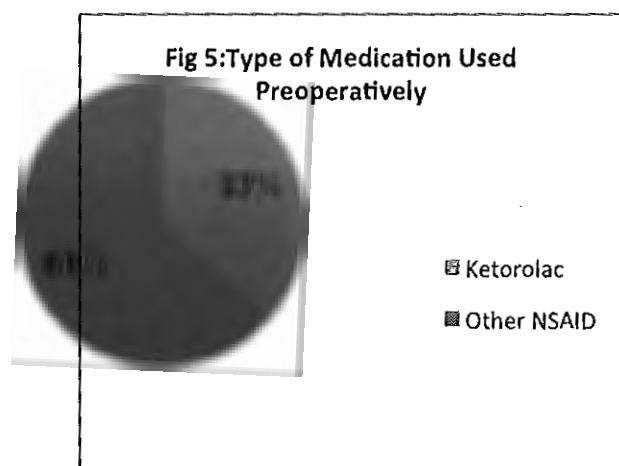 Fig 5:Type of Medication Used
Preoperatively
Ketorolac
Other NSAID